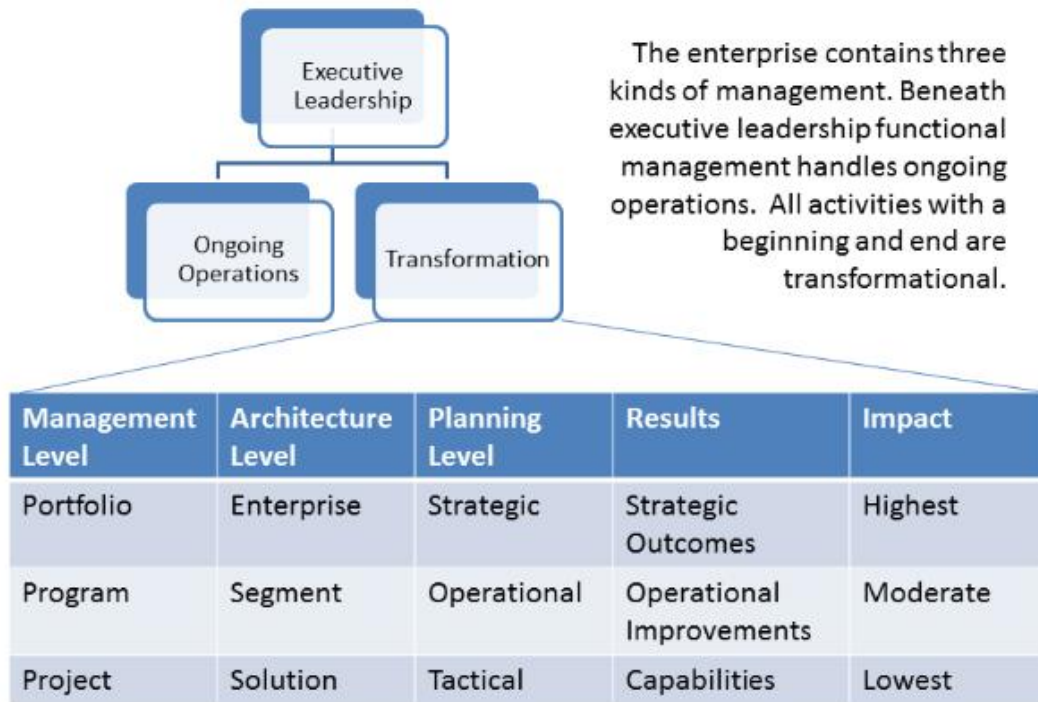 Executive
Leadership
The enterprise contains three
kinds of management. Beneath
executive leadership functional
management handles ongoing
operations.  All activities with a
beginning and end are
transformational.
Ongoing
Operations
Transformation
Management
Level
Architecture
Level
Planning
Level
Results
Impact
Portfolio
Enterprise
Strategic
Strategic
Outcomes
Highest
Program
Segment
Operational
Operational
Improvements
Moderate
Project
Solution
Tactical
Capabilities
Lowest